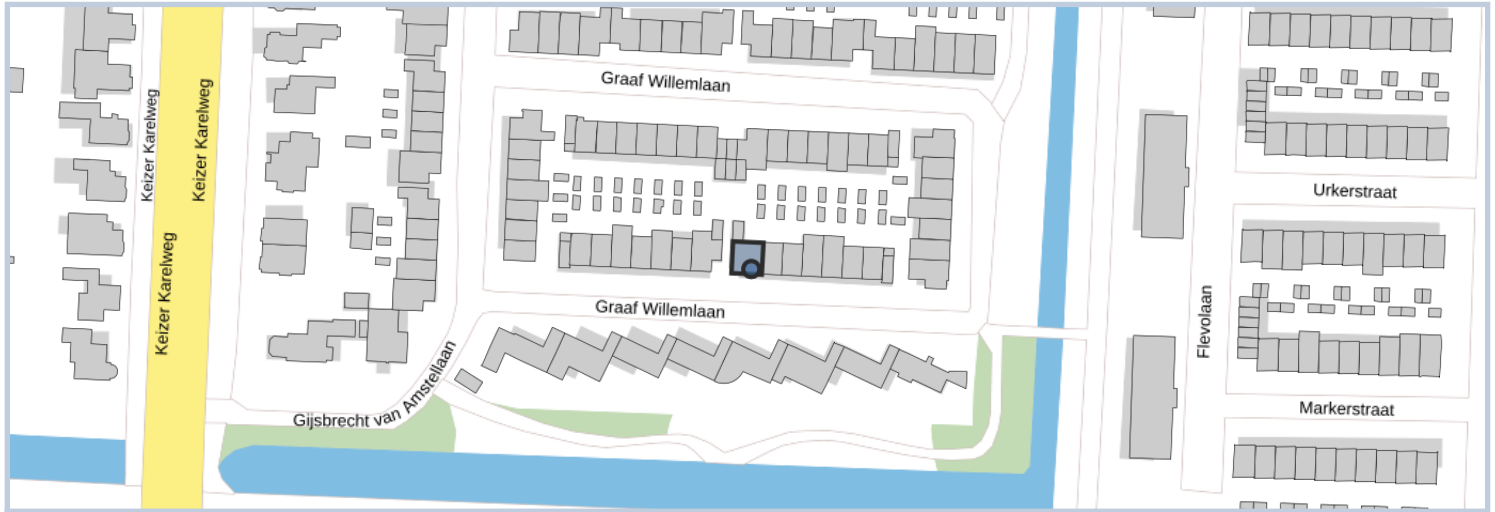 Graaf Willemlaan
Keizer Karelweg
Keizer Karelweg
Urkerstraat
Keizer Karelweg
Graaf Willemlaan
Flevolaan
Gijsbrecht van Amstellaan
Markerstraat